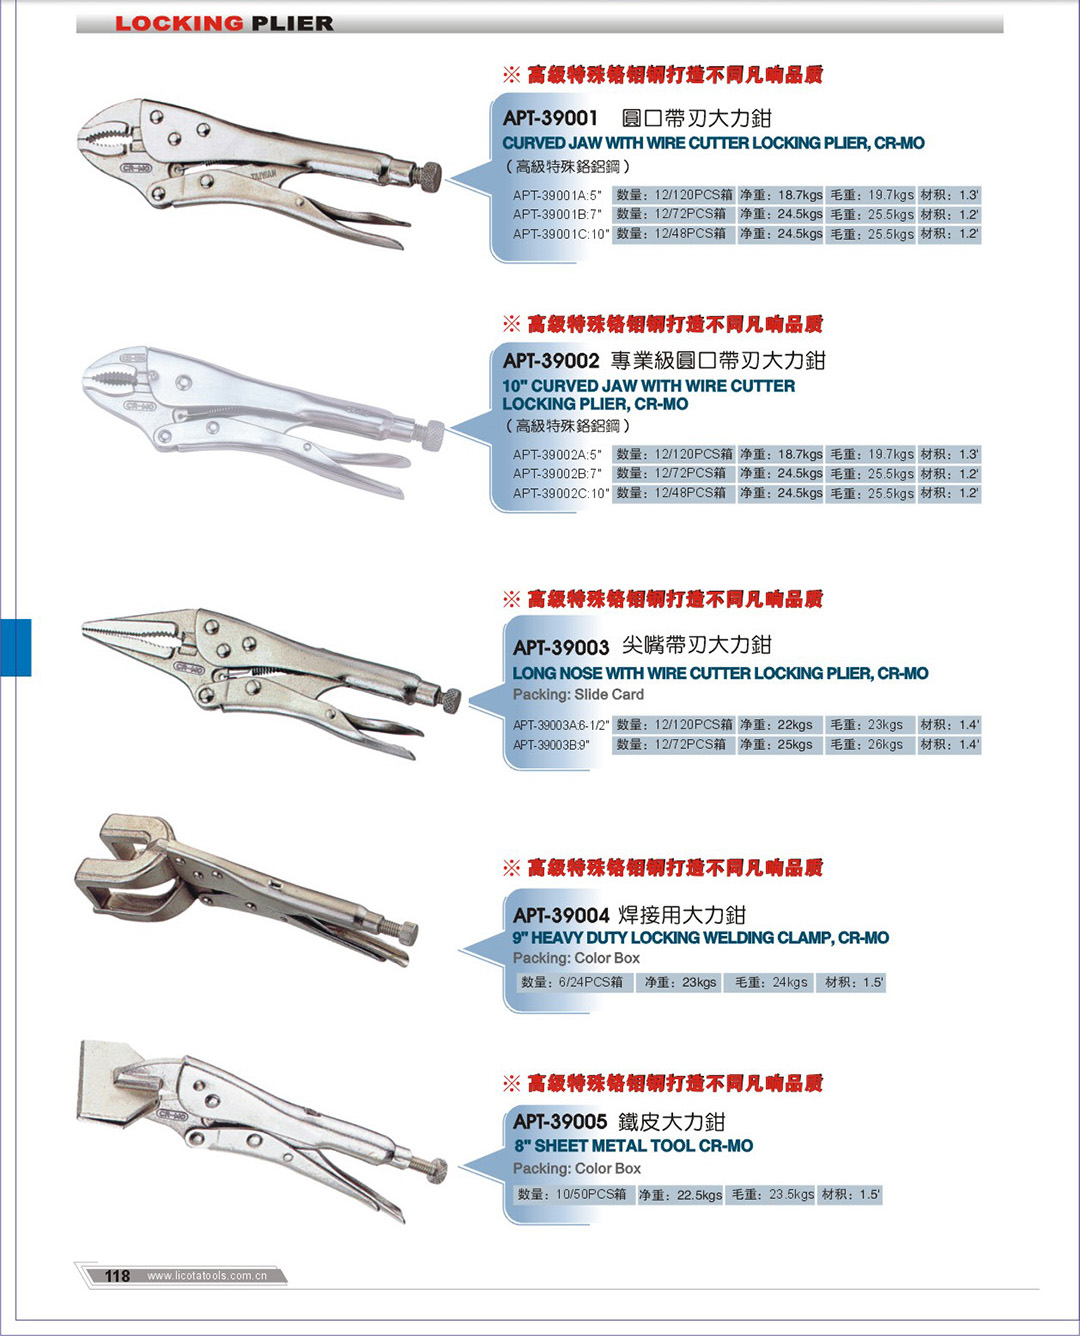 LOCKING PLIER
※ 高级特殊铬钼钢打造不同凡响品质
APT-39001 圓口帶刃大力鉗
CURVED JAW WITH WIRE CUTTER LOCKING PLIER, CR-MO
（高級特殊鉻鋁鋼）
APT-39001A:5" 数量：12/120PCS箱 净重：18.7kgs 毛重：19.7kgs 材积：1.3'
APT-39001B:7" 数量：12/72PCS箱 净重：24.5kgs 毛重：25.5kgs 材积：1.2'
APT-39001C:10" 数量：12/48PCS箱 净重：24.5kgs 毛重：25.5kgs 材积：1.2'
CR-MO
TAIWAN
※ 高级特殊铬钼钢打造不同凡响品质
APT-39002 專業級圓口帶刃大力鉗
10" CURVED JAW WITH WIRE CUTTER
LOCKING PLIER, CR-MO
（高級特殊鉻鋁鋼）
APT-39002A:5" 数量：12/120PCS箱 净重：18.7kgs 毛重：19.7kgs 材积：1.3'
APT-39002B:7" 数量：12/72PCS箱 净重：24.5kgs 毛重：25.5kgs 材积：1.2'
APT-39002C:10" 数量：12/48PCS箱 净重：24.5kgs 毛重：25.5kgs 材积：1.2'
CR-MO
※ 高级特殊铬钼钢打造不同凡响品质
APT-39003 尖嘴帶刃大力鉗
LONG NOSE WITH WIRE CUTTER LOCKING PLIER, CR-MO
Packing: Slide Card
APT-39003A:6-1/2" 数量：12/120PCS箱 净重：22kgs 毛重：23kgs 材积：1.4'
APT-39003B:9" 数量：12/72PCS箱 净重：25kgs 毛重：26kgs 材积：1.4'
CR-MO
※ 高级特殊铬钼钢打造不同凡响品质
APT-39004 焊接用大力鉗
9" HEAVY DUTY LOCKING WELDING CLAMP, CR-MO
Packing: Color Box
数量：6/24PCS箱 净重：23kgs 毛重：24kgs 材积：1.5'
※ 高级特殊铬钼钢打造不同凡响品质
APT-39005 鐵皮大力鉗
8" SHEET METAL TOOL CR-MO
Packing: Color Box
数量：10/50PCS箱 净重：22.5kgs 毛重：23.5kgs 材积：1.5'
CR-MO
118 www.licotatools.com.cn